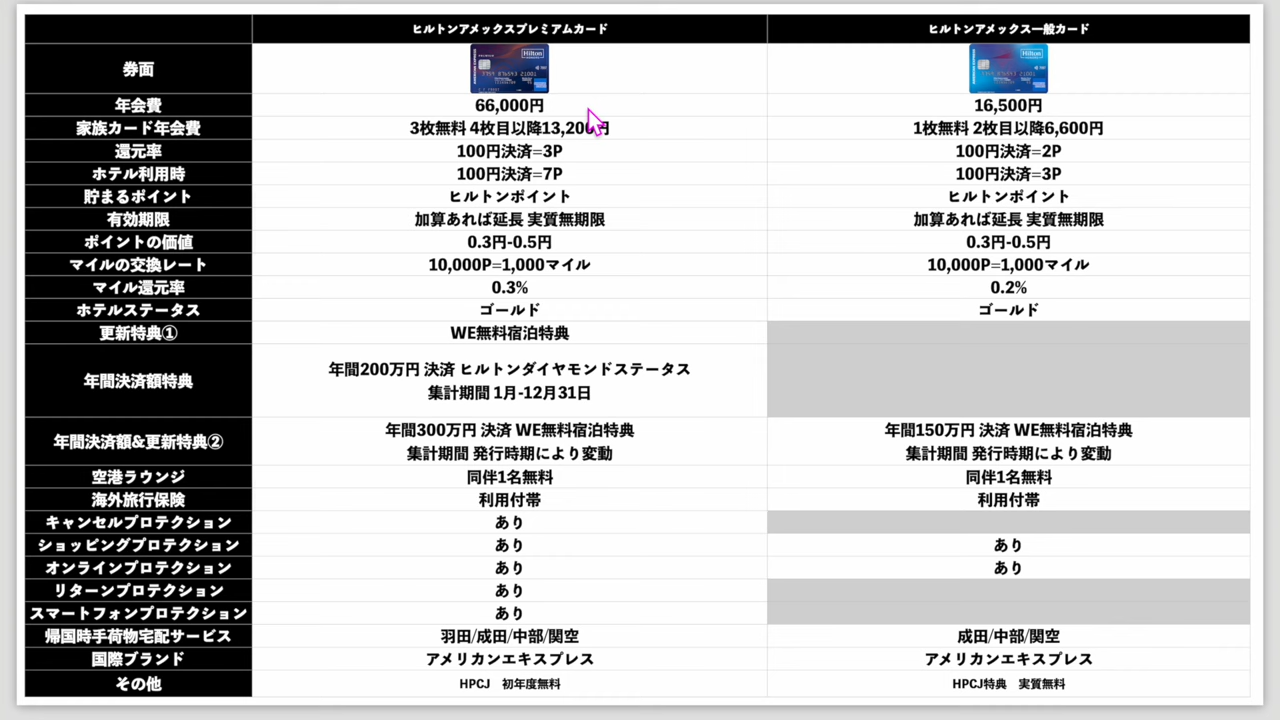 ヒルトンアメックスプレミアムカード ヒルトンアメックス一般カード
券面
Hilton Hilton
年会費 66,000円 16,500円
家族カード年会費 3枚無料 4枚目以降13,200円 1枚無料 2枚目以降6,600円
還元率 100円決済=3P 100円決済=2P
ホテル利用時 100円決済=7P 100円決済=3P
貯まるポイント ヒルトンポイント ヒルトンポイント
有効期限 加算あれば延長 実質無期限 加算あれば延長 実質無期限
ポイントの価値 0.3円-0.5円 0.3円-0.5円
マイルの交換レート 10,000P=1,000マイル 10,000P=1,000マイル
マイル還元率 0.3% 0.2%
ホテルステータス ゴールド ゴールド
更新特典① WE無料宿泊特典
年間決済額特典 年間200万円 決済 ヒルトンダイヤモンドステータス
集計期間 1月-12月31日
年間決済額&更新特典② 年間300万円 決済 WE無料宿泊特典 年間150万円 決済 WE無料宿泊特典
集計期間 発行時期により変動 集計期間 発行時期により変動
空港ラウンジ 同伴1名無料 同伴1名無料
海外旅行保険 利用付帯 利用付帯
キャンセルプロテクション あり
ショッピングプロテクション あり あり
オンラインプロテクション あり あり
リターンプロテクション あり
スマートフォンプロテクション あり
帰国時手荷物宅配サービス 羽田/成田/中部/関空 成田/中部/関空
国際ブランド アメリカンエキスプレス アメリカンエキスプレス
その他 HPCJ 初年度無料 HPCJ特典 実質無料